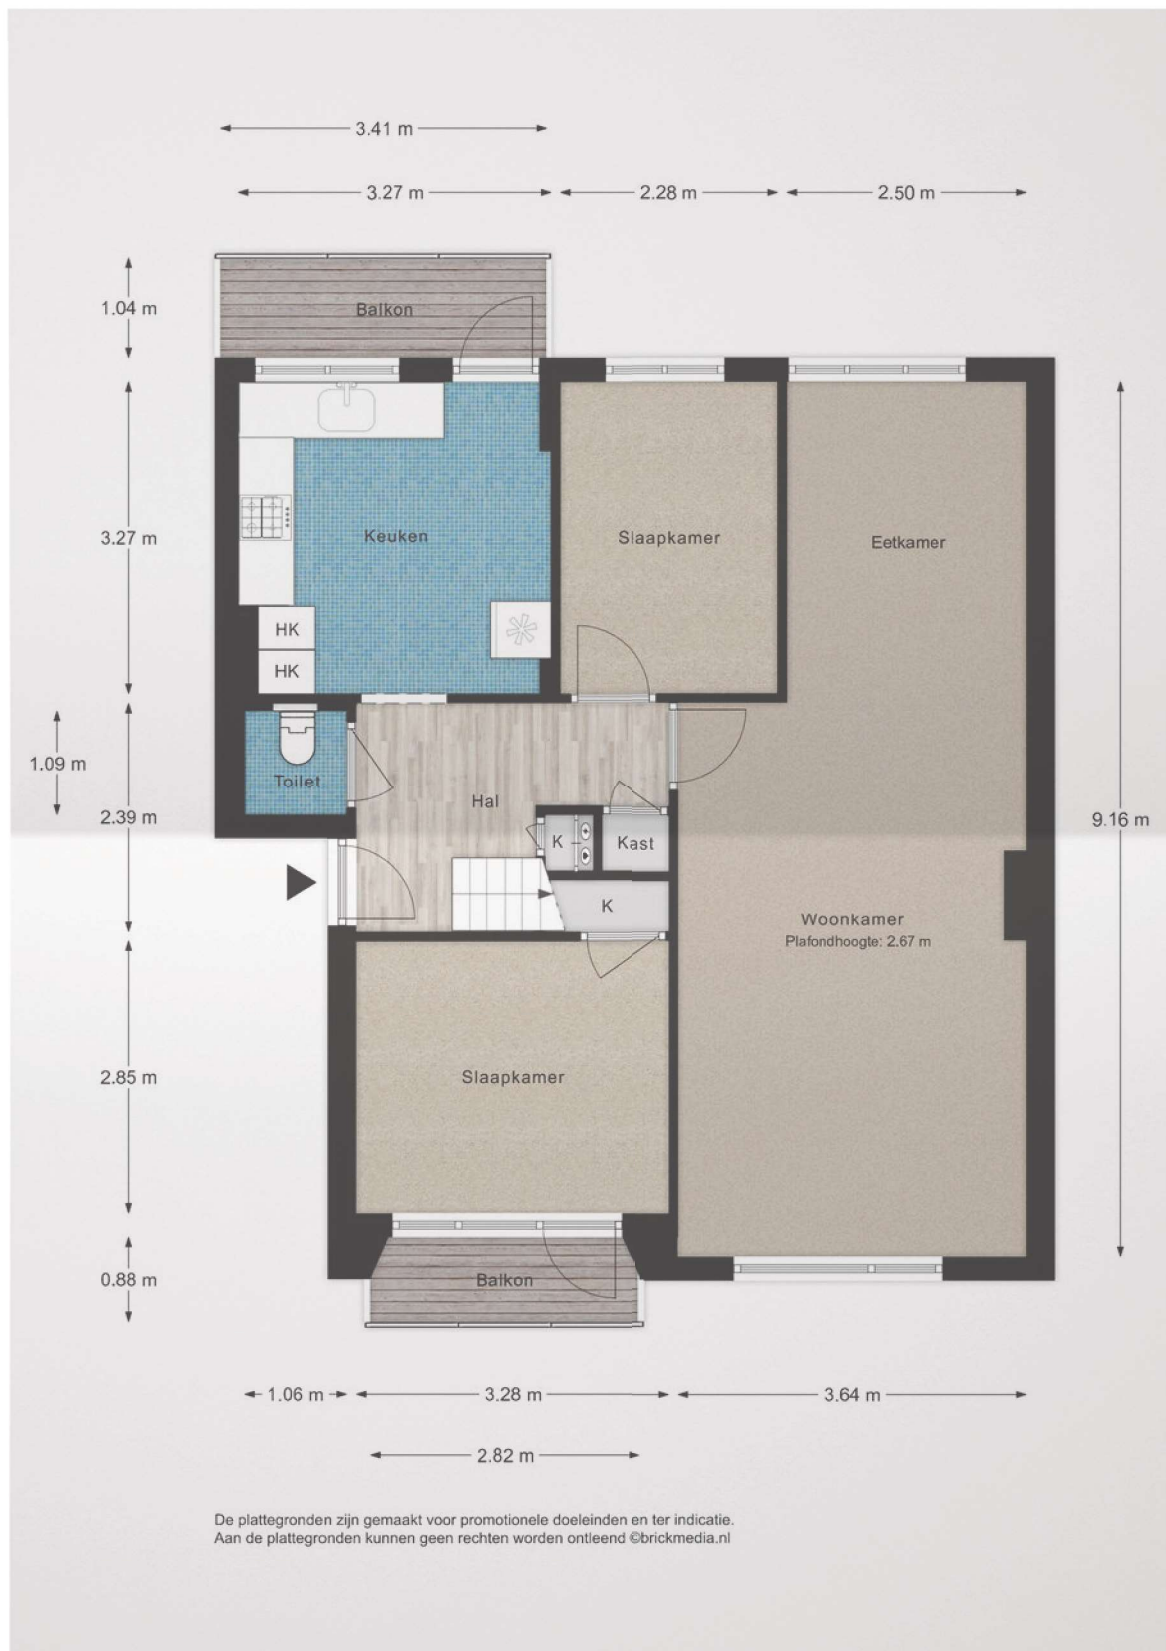 3.41 m
3.27 m
2.28 m
2.50 m
1.04 m
Balkon
3.27 m
Keuken
Slaapkamer
Eetkamer
HK
HK
1.09 m
Toilet
2.39 m
Hal
K
Kast
9.16 m
K
Woonkamer
Plafondhoogte: 2.67 m
2.85 m
Slaapkamer
0.88 m
Balkon
1.06 m
3.28 m
3.64 m
2.82 m
De plattegronden zijn gemaakt voor promotionele doeleinden en ter indicatie.
Aan de plattegronden kunnen geen rechten worden ontleend ©brickmedia.nl